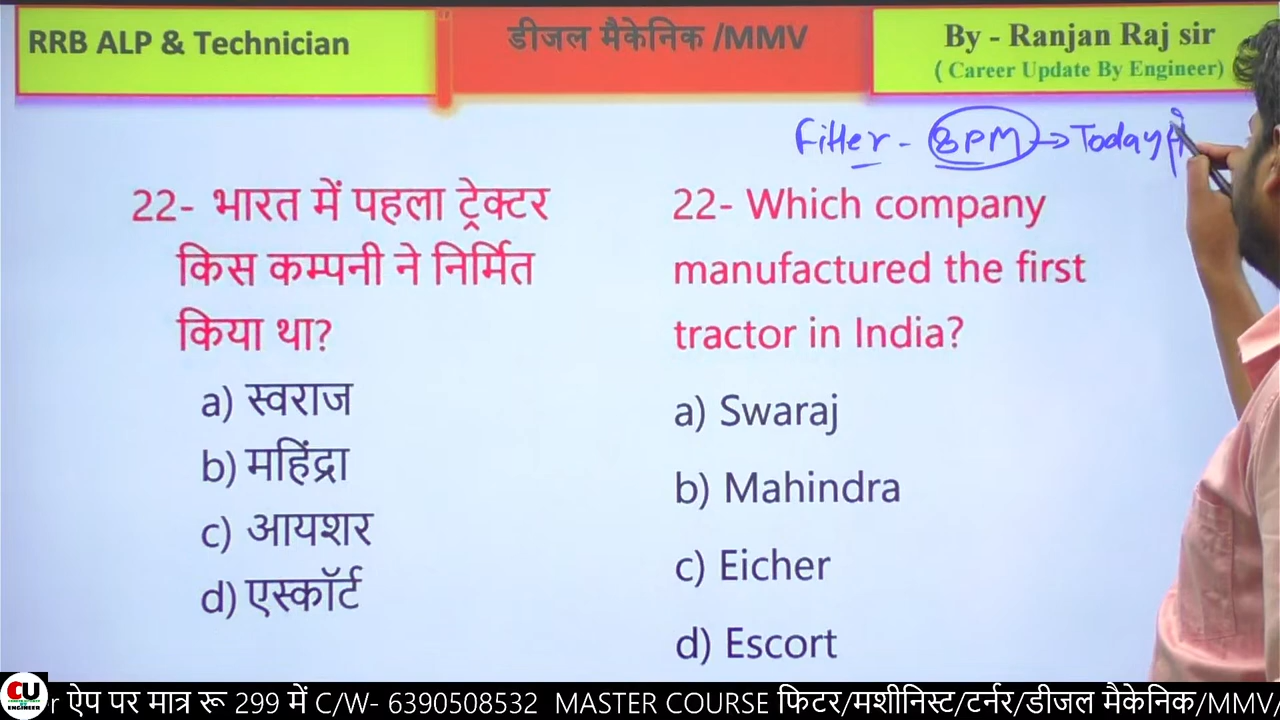 RRB ALP & Technician
डीजल मैकेनिक /MMV
By - Ranjan Raj sir
( Career Update By Engineer)
Fitter - 8PM → Today
22- भारत में पहला ट्रेक्टर
किस कम्पनी ने निर्मित
किया था?
a) स्वराज
b) महिंद्रा
c) आयशर
d) एस्कॉर्ट
22- Which company
manufactured the first
tractor in India?
a) Swaraj
b) Mahindra
c) Eicher
d) Escort
CU
ENGINEER
ऐप पर मात्र रू 299 में C/W- 6390508532 MASTER COURSE फिटर/मशीनिस्ट/टर्नर/डीजल मैकेनिक/MMV/